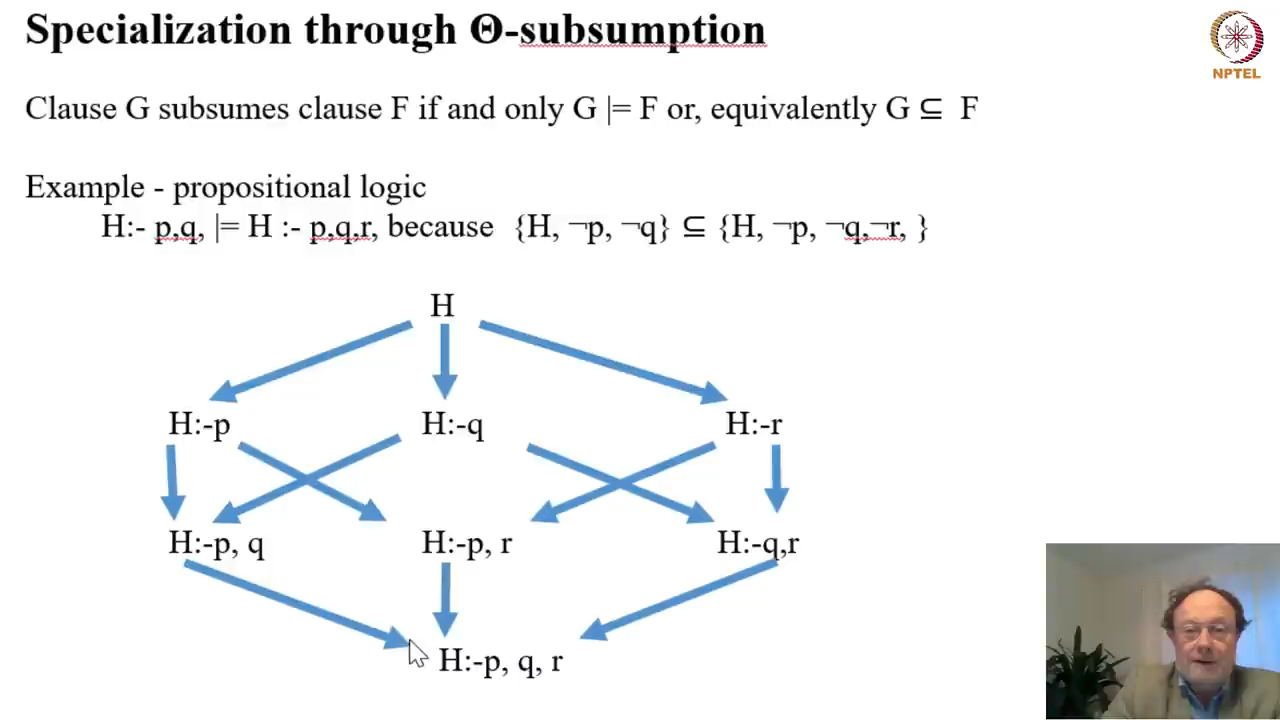 Specialization through Θ-subsumption
NPTEL
Clause G subsumes clause F if and only G |= F or, equivalently G ⊆ F
Example - propositional logic
H:- p,q, |= H :- p,q,r, because {H, ¬p, ¬q} ⊆ {H, ¬p, ¬q,¬r, }
H
H:-p H:-q H:-r
H:-p, q H:-p, r H:-q,r
H:-p, q, r